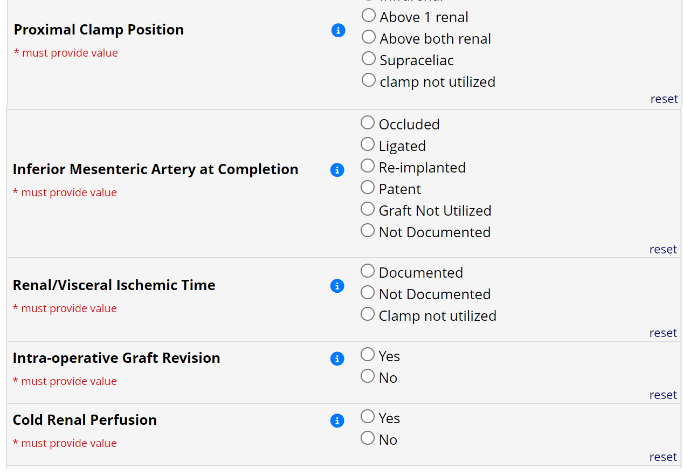 Above 1 renal
Proximal Clamp Position
Above both renal
* must provide value
Supraceliac
clamp not utilized
reset
Occluded
Ligated
Inferior Mesenteric Artery at Completion
Re-implanted
* must provide value
Patent
Graft Not Utilized
Not Documented
reset
Documented
Renal/Visceral Ischemic Time
Not Documented
* must provide value
Clamp not utilized
reset
Intra-operative Graft Revision
Yes
* must provide value
No
reset
Cold Renal Perfusion
Yes
* must provide value
No
reset